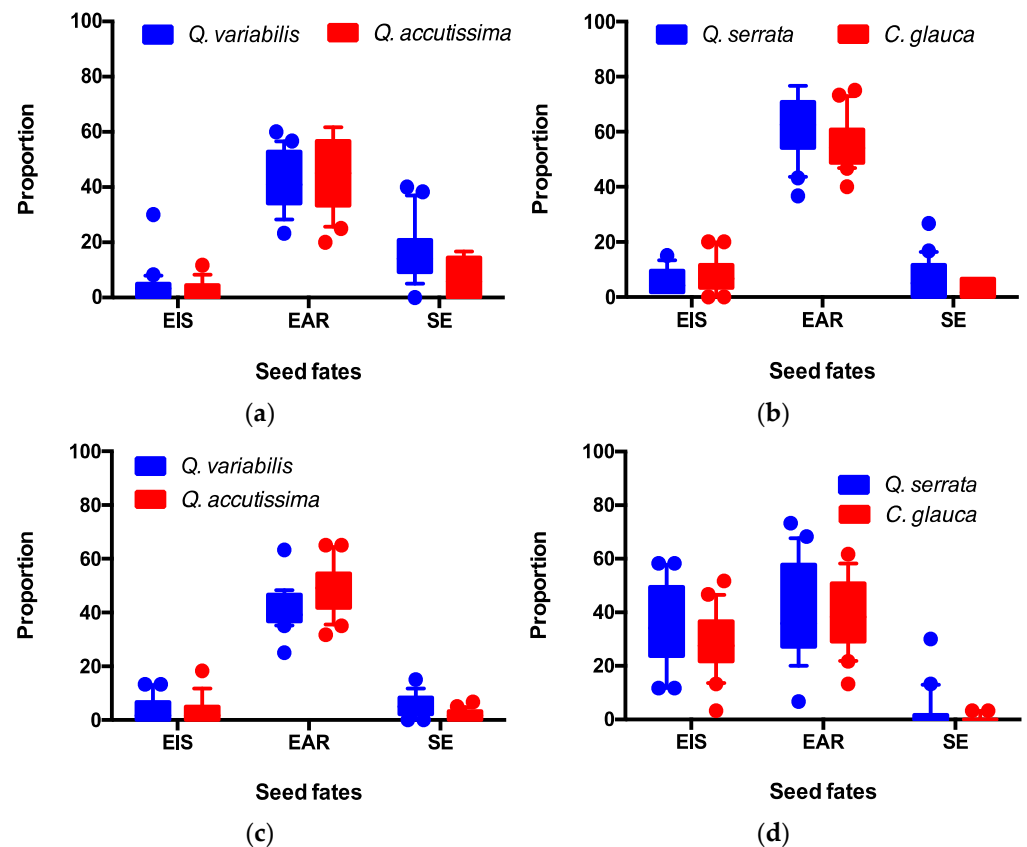 100
80
60
40
20
0
Proportion
Q. variabilis
Q. accutissima
EIS
EAR
SE
Seed fates
(a)
100
80
60
40
20
0
Proportion
Q. serrata
C. glauca
EIS
EAR
SE
Seed fates
(b)
100
80
60
40
20
0
Proportion
Q. variabilis
Q. accutissima
EIS
EAR
SE
Seed fates
(c)
100
80
60
40
20
0
Proportion
Q. serrata
C. glauca
EIS
EAR
SE
Seed fates
(d)